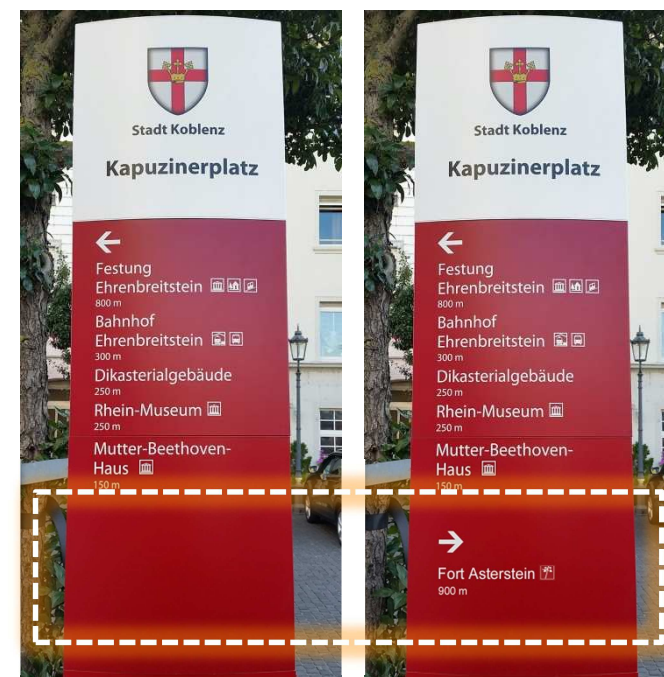 Stadt Koblenz
Kapuzinerplatz
Festung
Ehrenbreitstein
800 m
Bahnhof
Ehrenbreitstein
300 m
Dikasterialgebäude
250 m
Rhein-Museum
250 m
Mutter-Beethoven-
Haus
150 m
Stadt Koblenz
Kapuzinerplatz
Festung
Ehrenbreitstein
800 m
Bahnhof
Ehrenbreitstein
300 m
Dikasterialgebäude
250 m
Rhein-Museum
250 m
Mutter-Beethoven-
Haus
150 m
Fort Asterstein
900 m